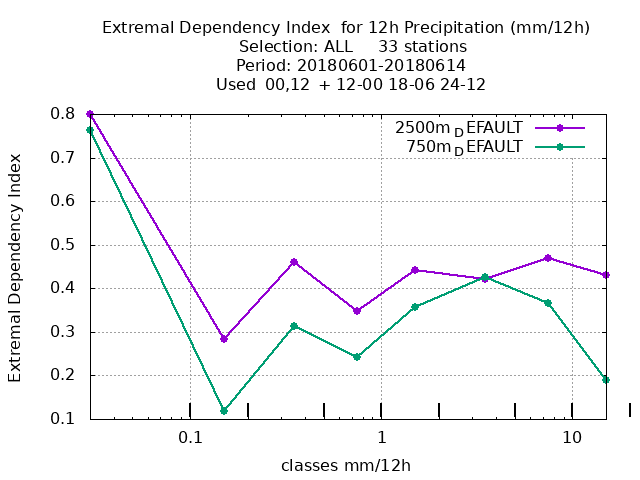 Extremal Dependency Index  for 12h Precipitation (mm/12h)
Selection: ALL     33 stations
Period: 20180601-20180614
Used  00,12  + 12-00 18-06 24-12
2500m_DEFAULT
750m_DEFAULT
Extremal Dependency Index
0.8
0.7
0.6
0.5
0.4
0.3
0.2
0.1
0.1 1 10
classes mm/12h